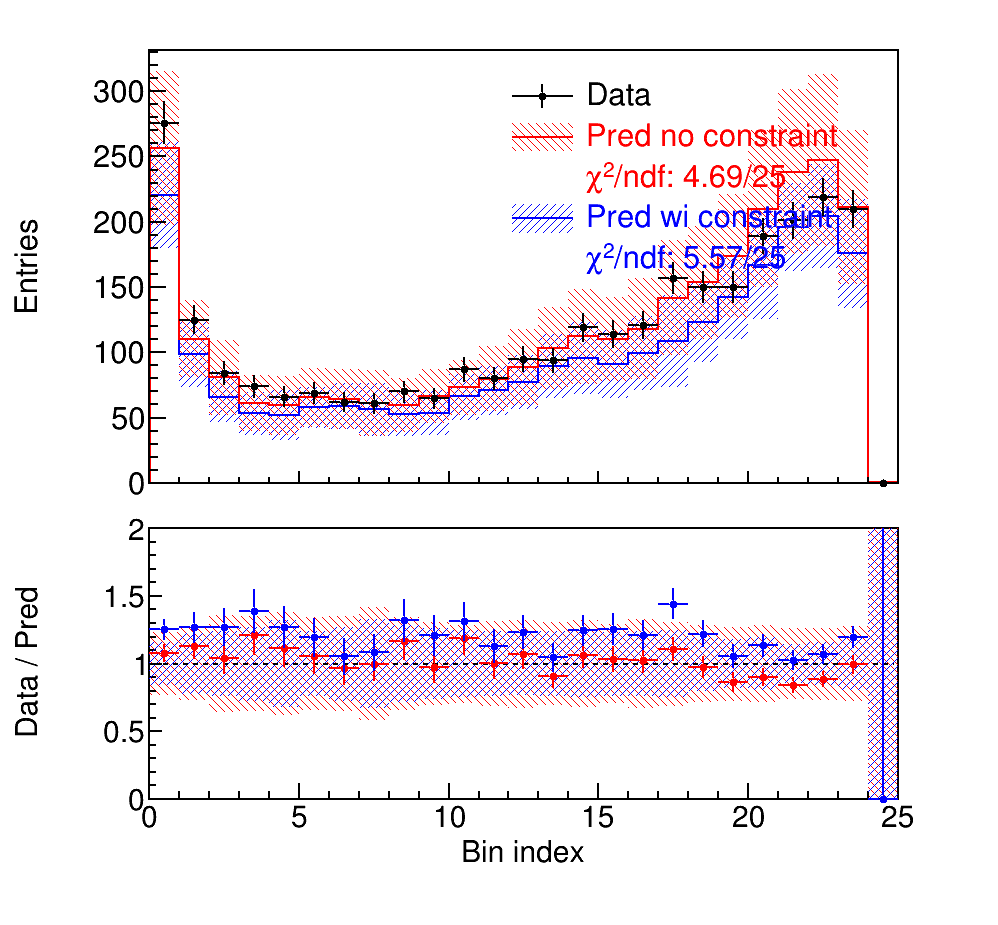 300
250
200
150
100
50
0
Entries
Data
Pred no constraint
χ²/ndf: 4.69/25
Pred wi constraint
χ²/ndf: 5.57/25
2
1.5
1
0.5
0
Data / Pred
0 5 10 15 20 25
Bin index